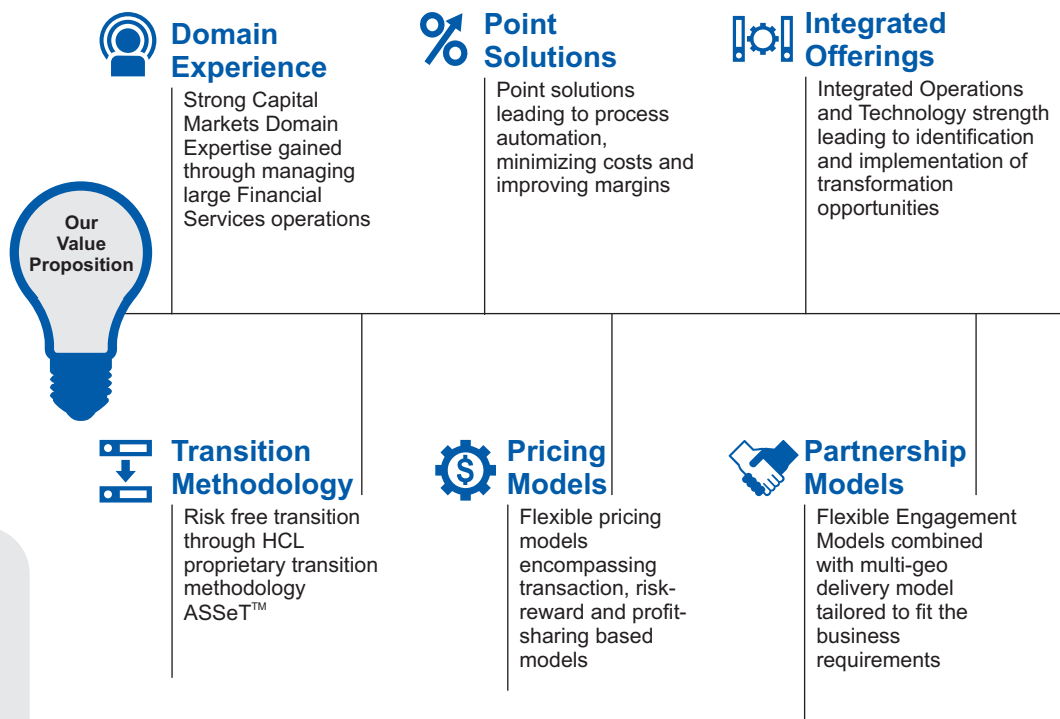 Domain
Experience
Strong Capital
Markets Domain
Expertise gained
through managing
large Financial
Services operations
Point
Solutions
Point solutions
leading to process
automation,
minimizing costs and
improving margins
Integrated
Offerings
Integrated Operations
and Technology strength
leading to identification
and implementation of
transformation
opportunities
Our
Value
Proposition
Transition
Methodology
Risk free transition
through HCL
proprietary transition
methodology
ASSeT™
$
Pricing
Models
Flexible pricing
models
encompassing
transaction, risk-
reward and profit-
sharing based
models
Partnership
Models
Flexible Engagement
Models combined
with multi-geo
delivery model
tailored to fit the
business
requirements